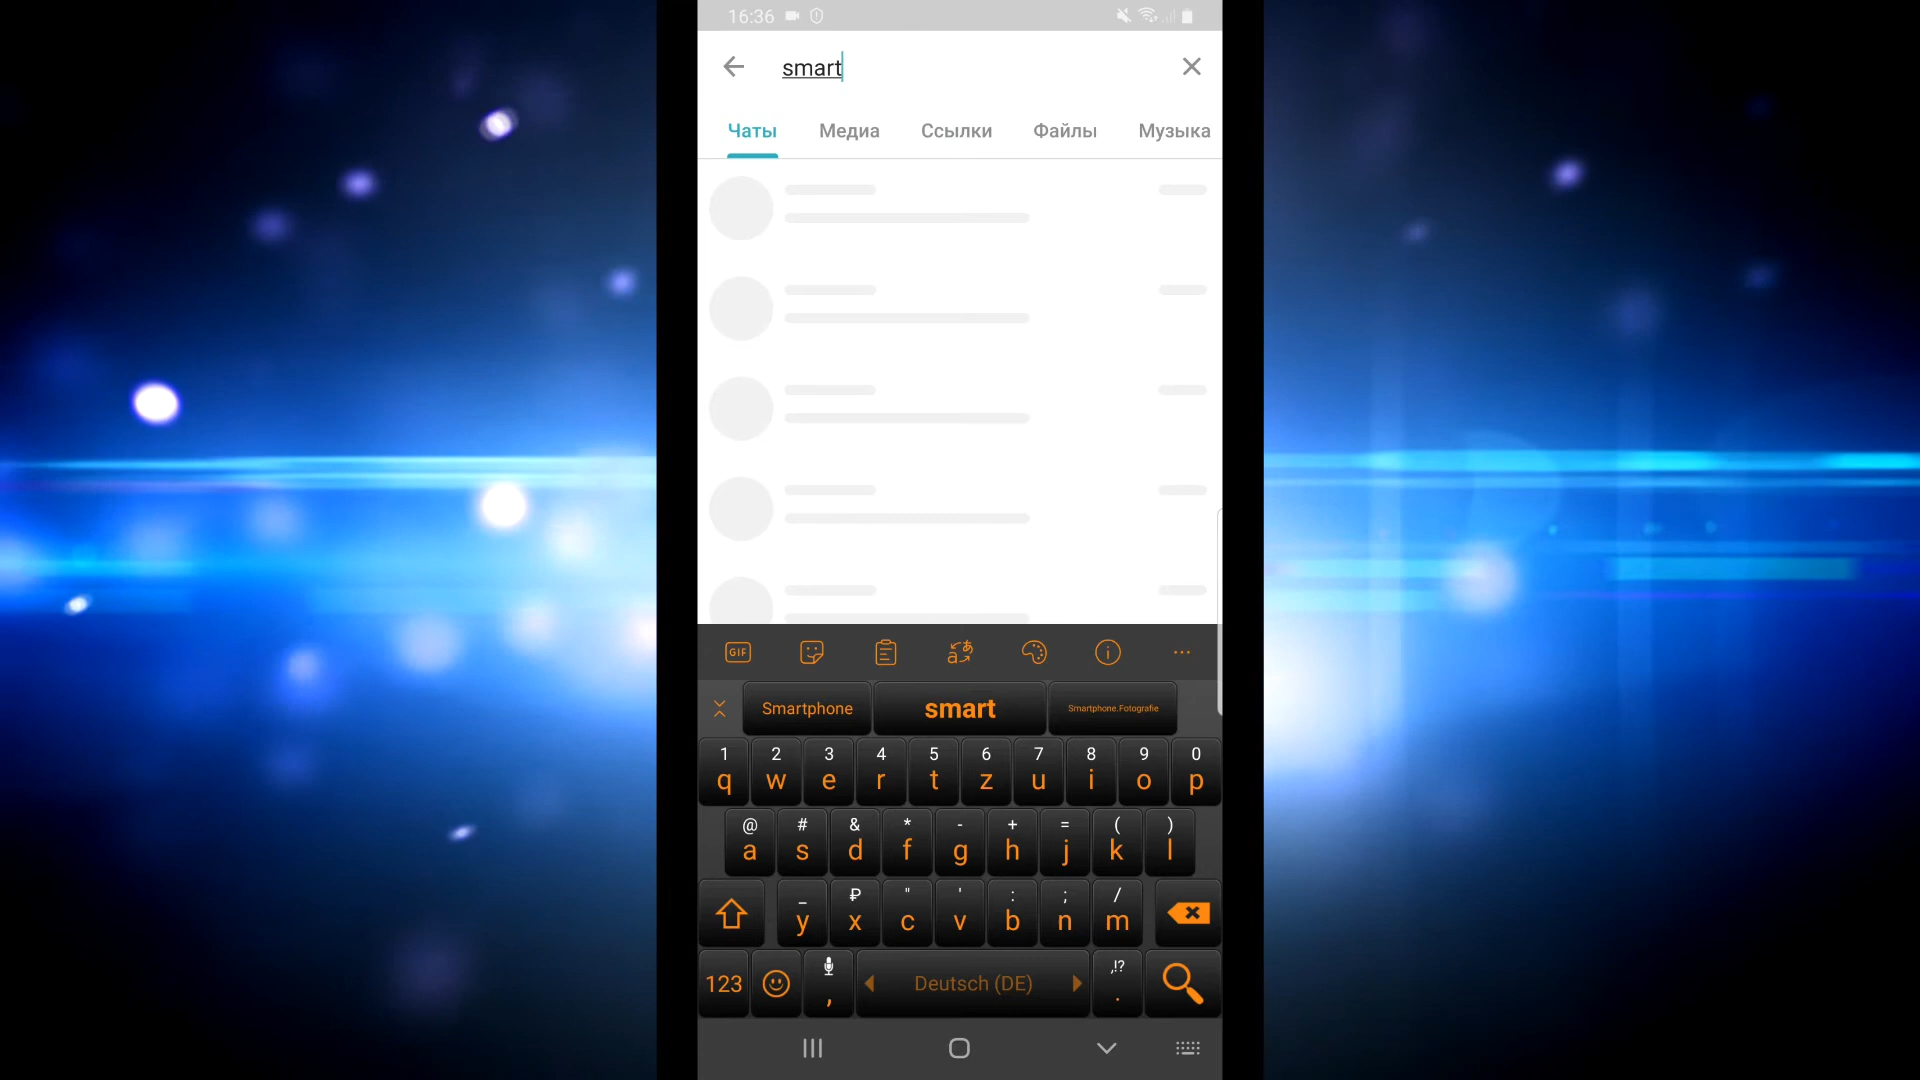 16:36
smart
Чаты Медиа Ссылки Файлы Музыка
GIF
Smartphone smart Smartphone.Fotografie
1 2 3 4 5 6 7 8 9 0
q w e r t z u i o p
@ # & * - + = ( )
a s d f g h j k l
_ ₽ " ' : ; /
y x c v b n m
123 , Deutsch (DE) ,!? .